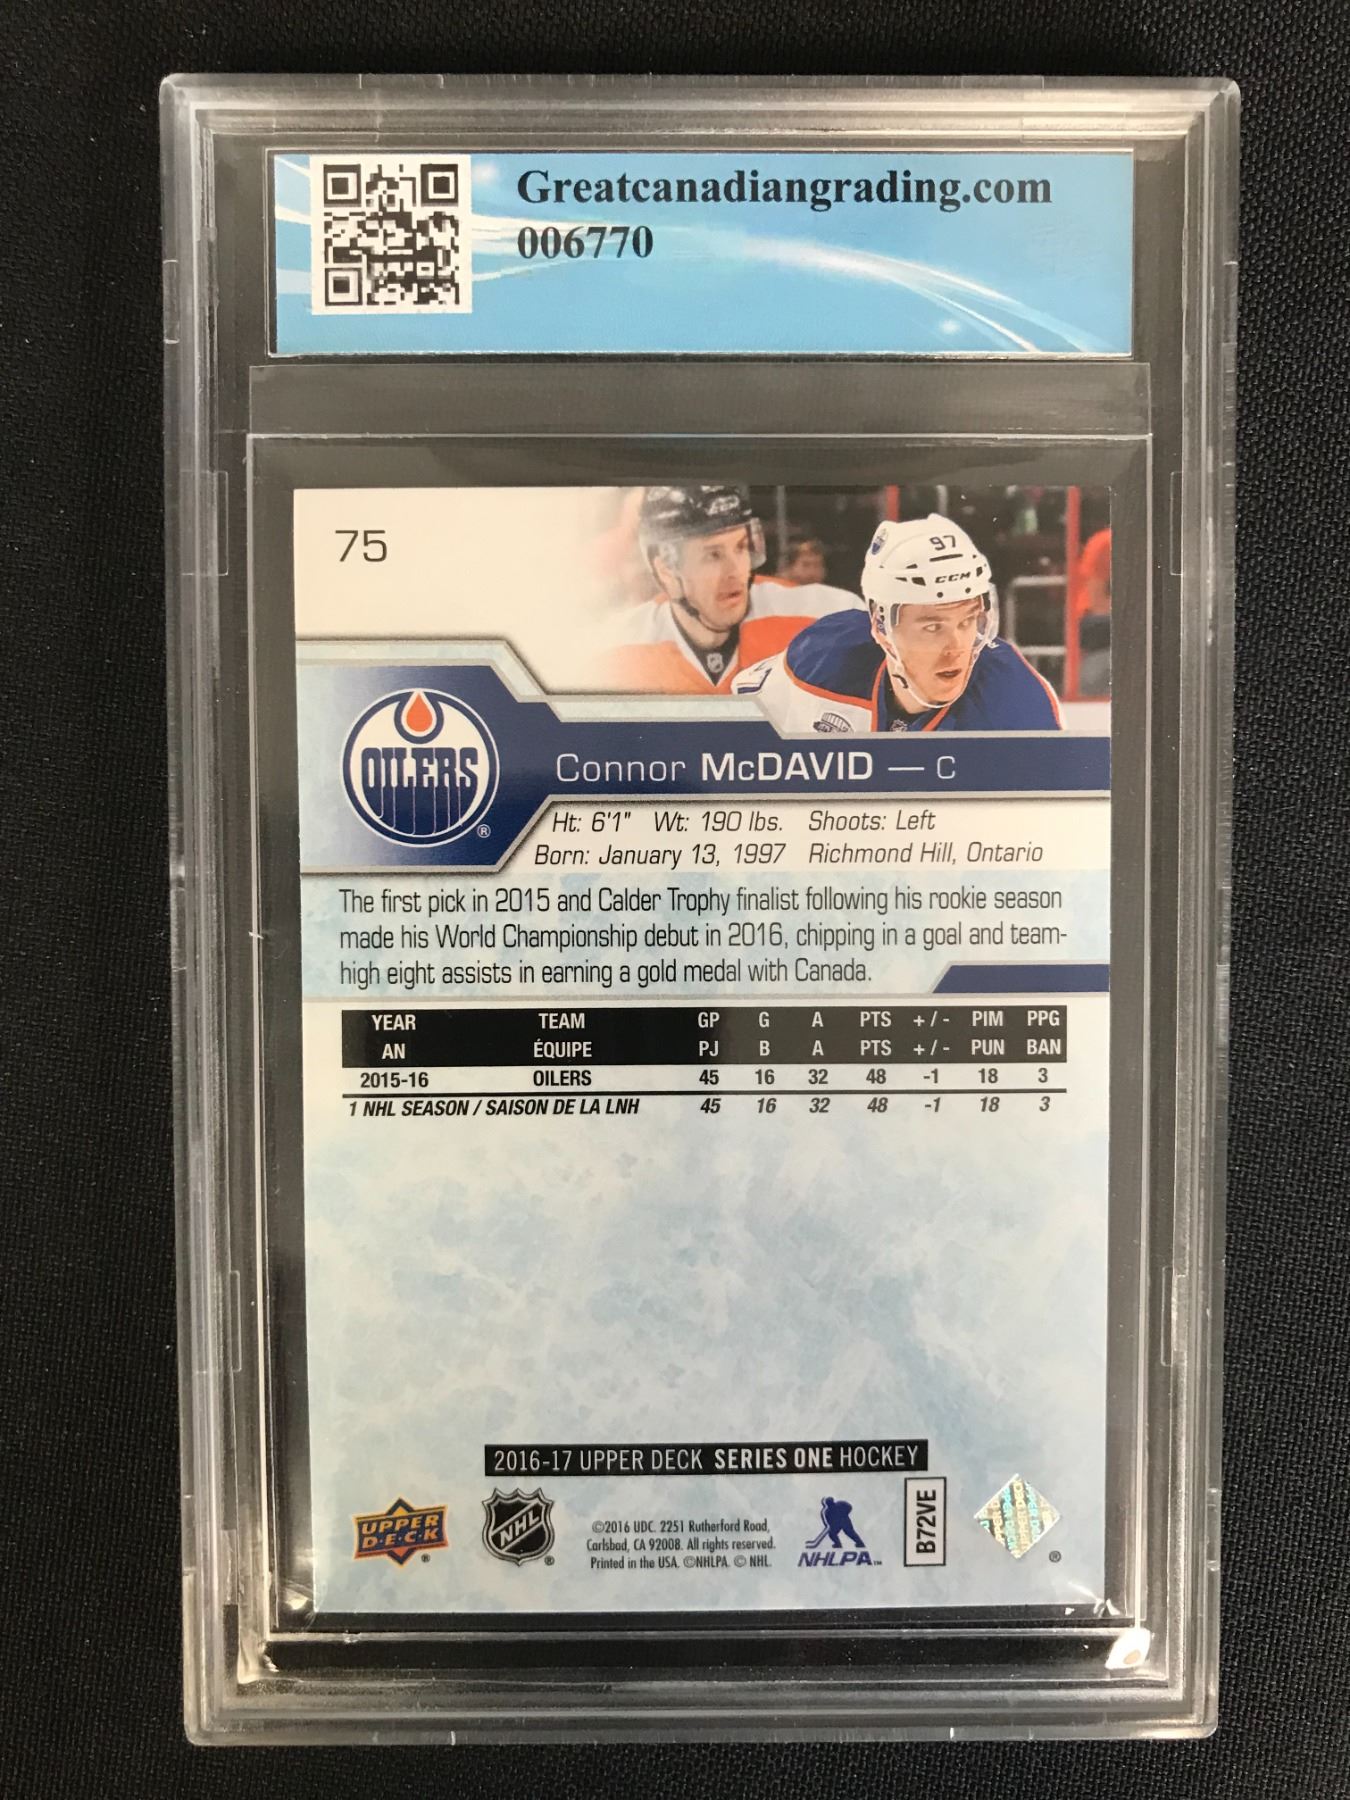 Greatcanadiangrading.com
006770
75
97
CCM
OILERS
®
Connor McDAVID — C
Ht: 6'1" Wt: 190 lbs. Shoots: Left
Born: January 13, 1997 Richmond Hill, Ontario
The first pick in 2015 and Calder Trophy finalist following his rookie season
made his World Championship debut in 2016, chipping in a goal and team-
high eight assists in earning a gold medal with Canada.
YEAR TEAM GP G A PTS +/- PIM PPG
AN ÉQUIPE PJ B A PTS +/- PUN BAN
2015-16 OILERS 45 16 32 48 -1 18 3
1 NHL SEASON / SAISON DE LA LNH 45 16 32 48 -1 18 3
2016-17 UPPER DECK SERIES ONE HOCKEY
UPPER
D·E·C·K
®
NHL
®
©2016 UDC. 2251 Rutherford Road,
Carlsbad, CA 92008. All rights reserved.
Printed in the USA. ©NHLPA. © NHL.
NHLPA™
B72VE
®